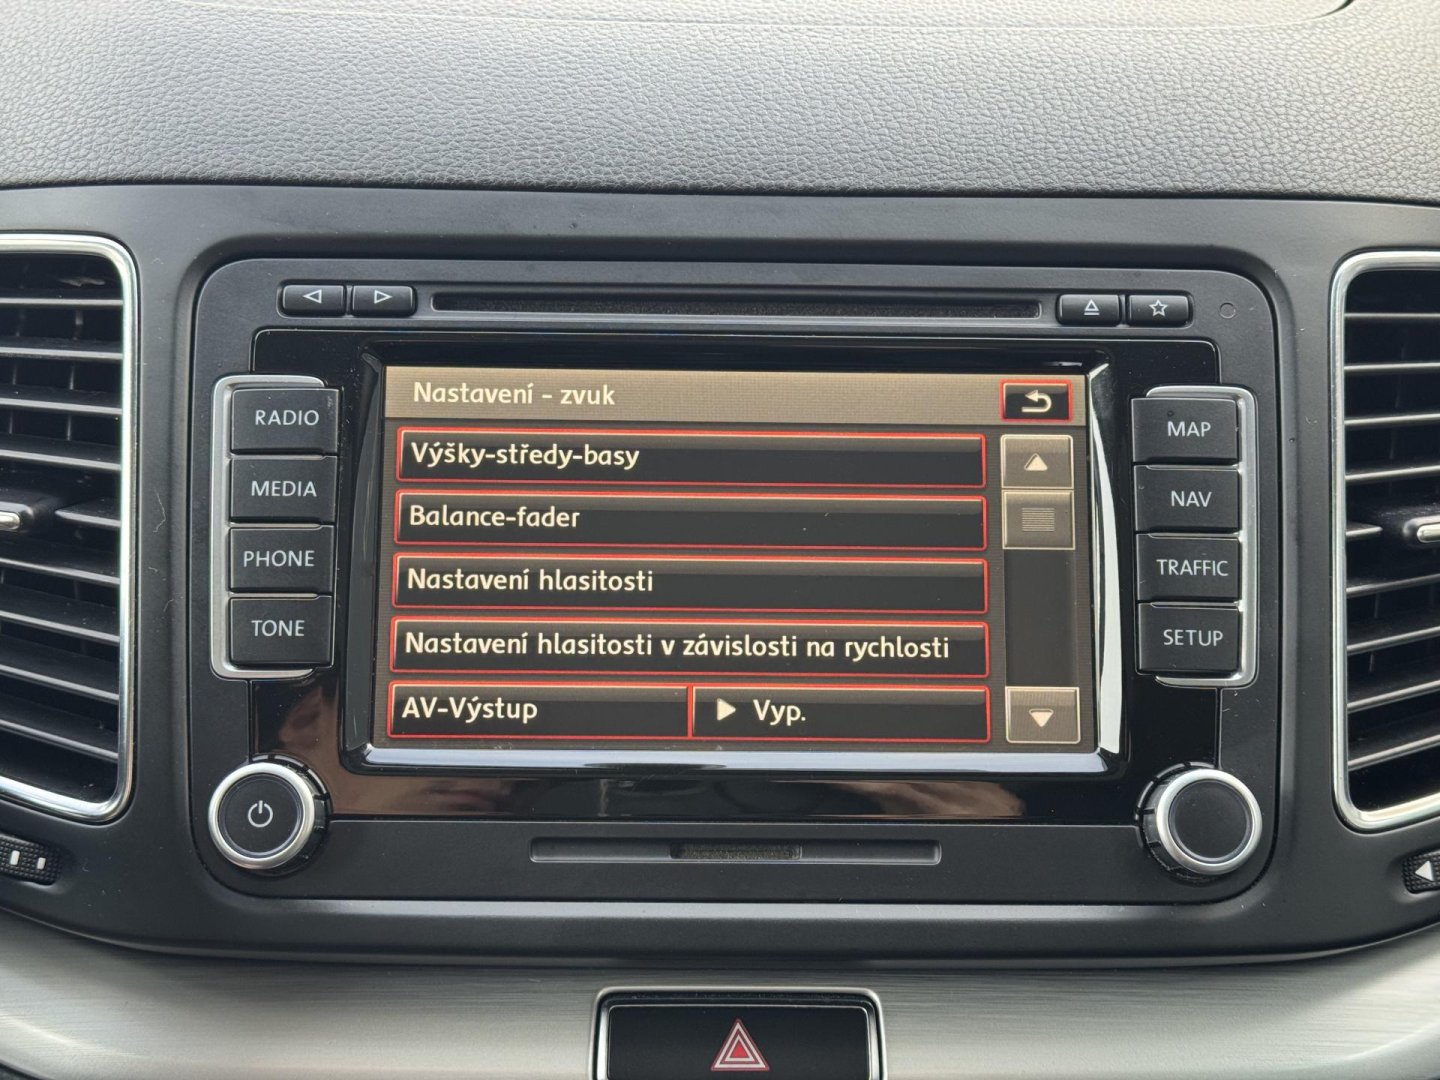 Nastavení - zvuk
Výšky-středy-basy
Balance-fader
Nastavení hlasitosti
Nastavení hlasitosti v závislosti na rychlosti
AV-Výstup
Vyp.
RADIO
MEDIA
PHONE
TONE
MAP
NAV
TRAFFIC
SETUP